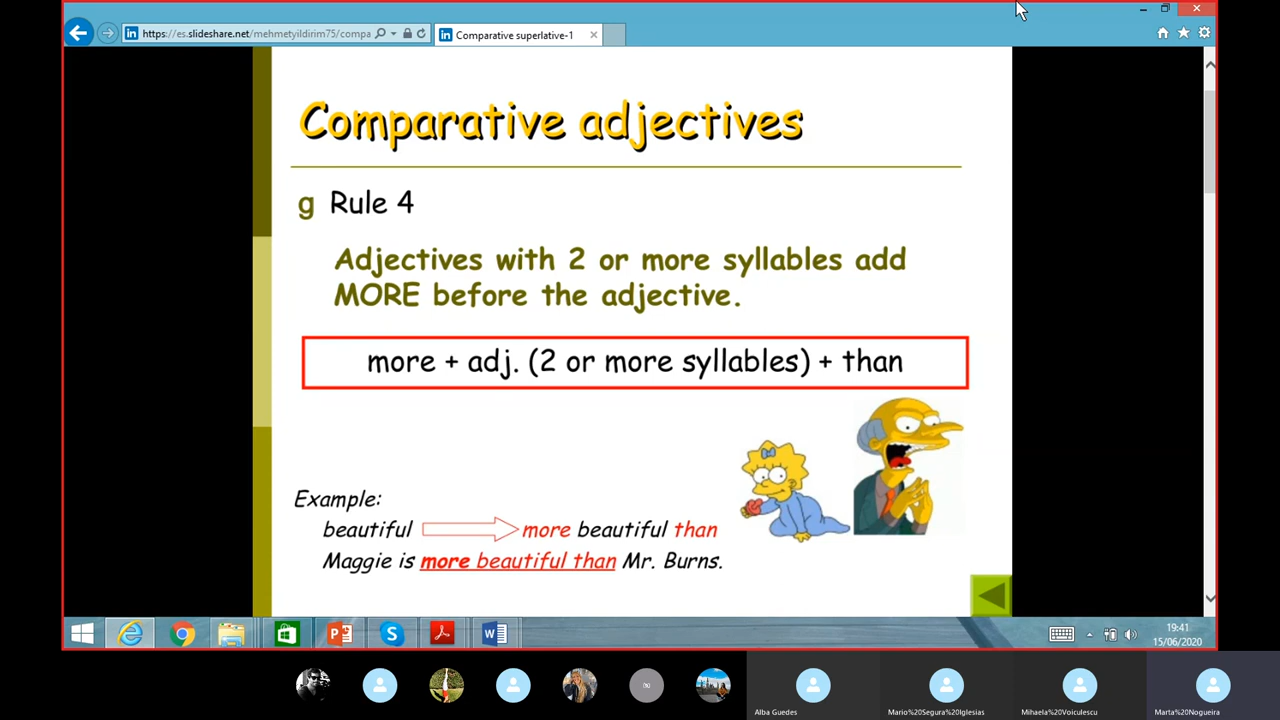 https://es.slideshare.net/mehmetyildirim75/compa
Comparative superlative-1
Comparative adjectives
g Rule 4
Adjectives with 2 or more syllables add
MORE before the adjective.
more + adj. (2 or more syllables) + than
Example:
beautiful more beautiful than
Maggie is more beautiful than Mr. Burns.
19:41
15/06/2020
Alba Guedes
Mario%20Segura%20Iglesias
Mihaela%20Voiculescu
Marta%20Nogueira